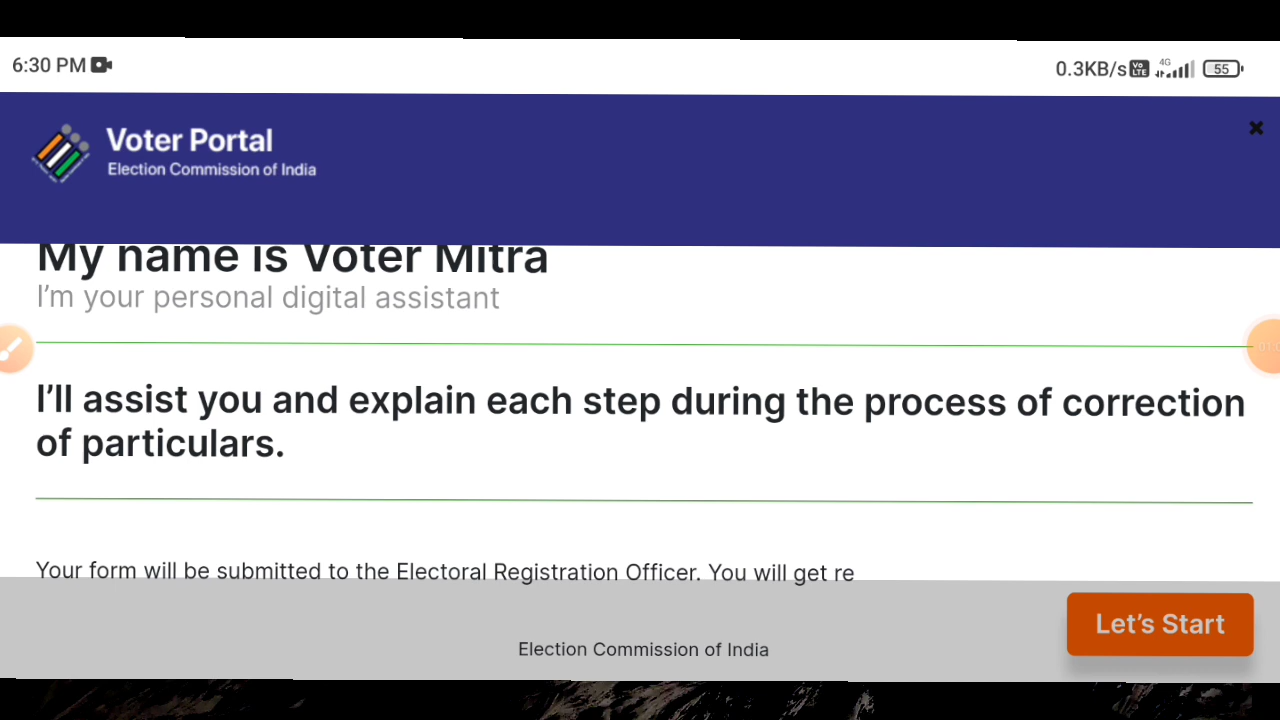 6:30 PM
0.3KB/s Vo LTE 4G 55
Voter Portal
Election Commission of India
My name is Voter Mitra
I'm your personal digital assistant
I'll assist you and explain each step during the process of correction
of particulars.
Your form will be submitted to the Electoral Registration Officer. You will get re
Let's Start
Election Commission of India